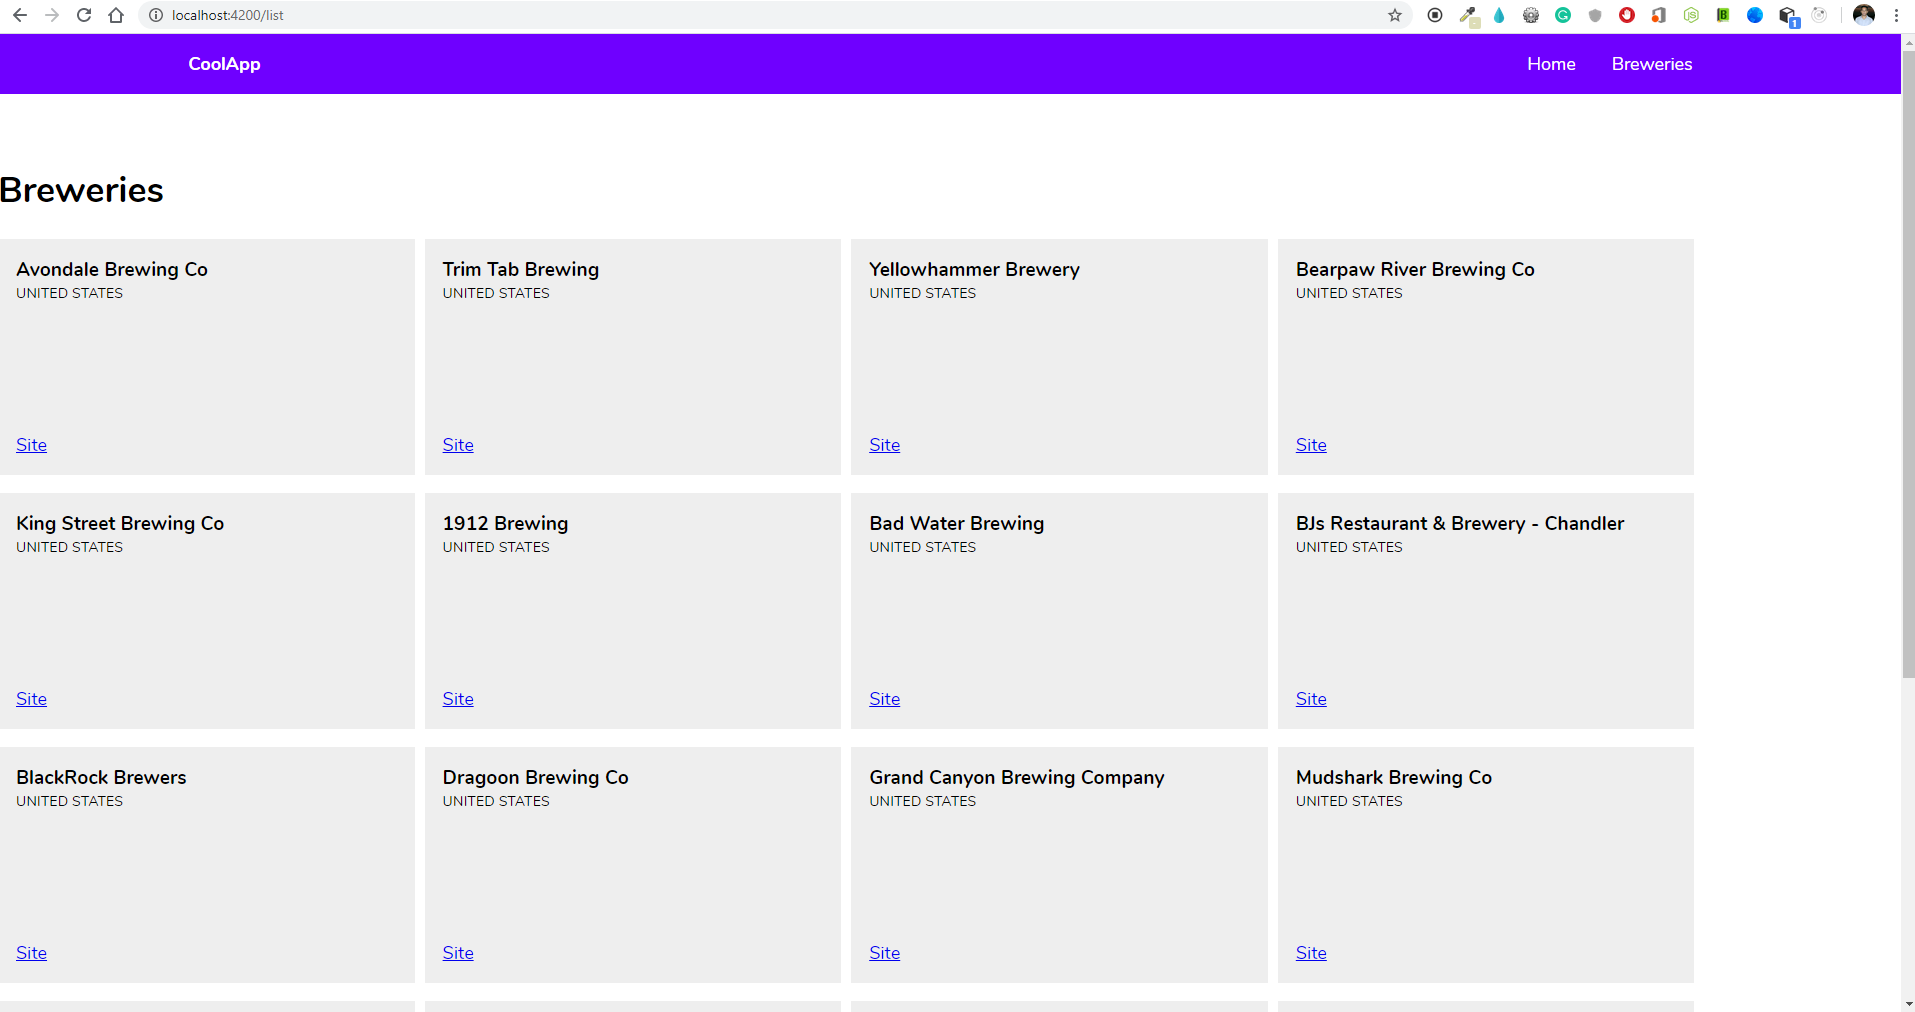 localhost:4200/list
1
CoolApp Home Breweries
Breweries
Avondale Brewing Co
UNITED STATES
Site
Trim Tab Brewing
UNITED STATES
Site
Yellowhammer Brewery
UNITED STATES
Site
Bearpaw River Brewing Co
UNITED STATES
Site
King Street Brewing Co
UNITED STATES
Site
1912 Brewing
UNITED STATES
Site
Bad Water Brewing
UNITED STATES
Site
BJs Restaurant & Brewery - Chandler
UNITED STATES
Site
BlackRock Brewers
UNITED STATES
Site
Dragoon Brewing Co
UNITED STATES
Site
Grand Canyon Brewing Company
UNITED STATES
Site
Mudshark Brewing Co
UNITED STATES
Site